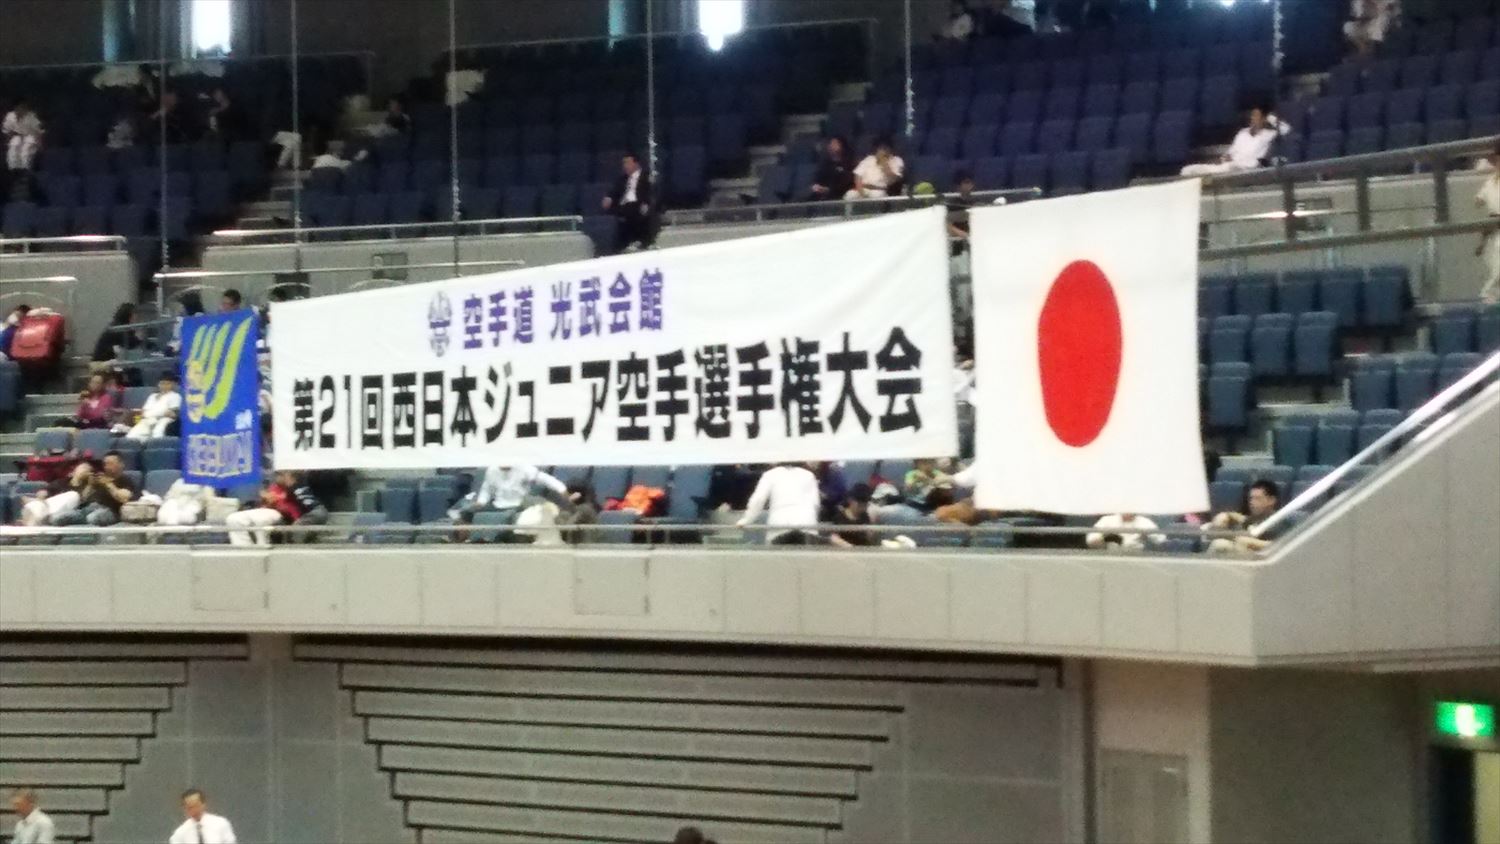 空手道 光武会館
第21回西日本ジュニア空手選手権大会